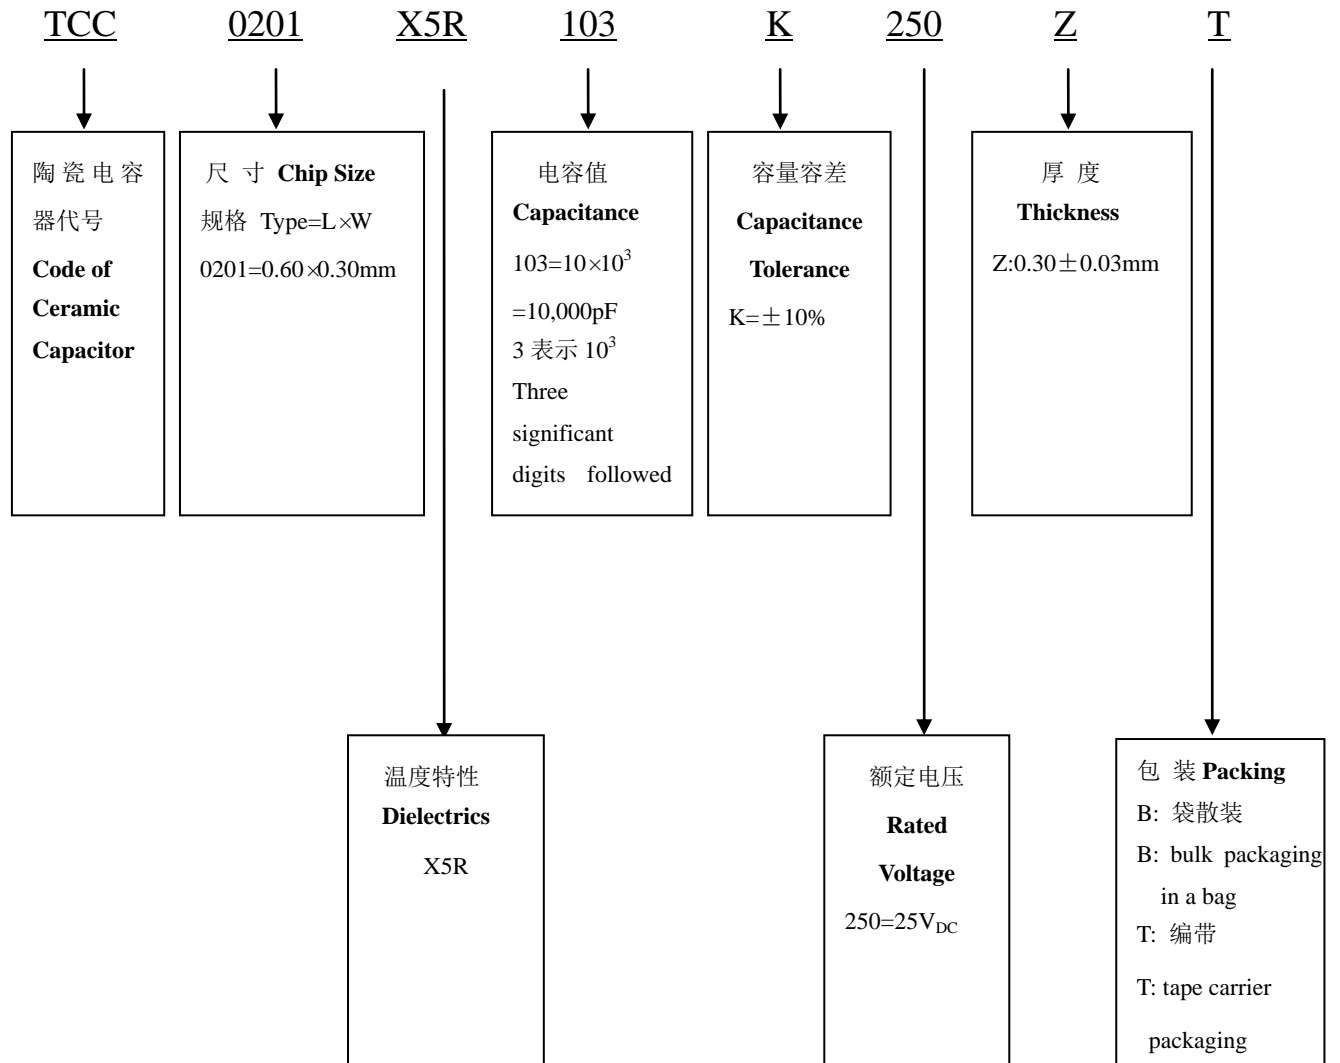 TCC 0201 X5R 103 K 250 Z T
陶 瓷 电 容
器代号
Code of
Ceramic
Capacitor
尺 寸 Chip Size
规格 Type=L×W
0201=0.60×0.30mm
电容值
Capacitance
103=10×10³
=10,000pF
3 表示 10³
Three
significant
digits followed
容量容差
Capacitance
Tolerance
K=±10%
厚 度
Thickness
Z:0.30±0.03mm
温度特性
Dielectrics
X5R
额定电压
Rated
Voltage
250=25V_DC
包 装 Packing
B: 袋散装
B: bulk packaging
in a bag
T: 编带
T: tape carrier
packaging